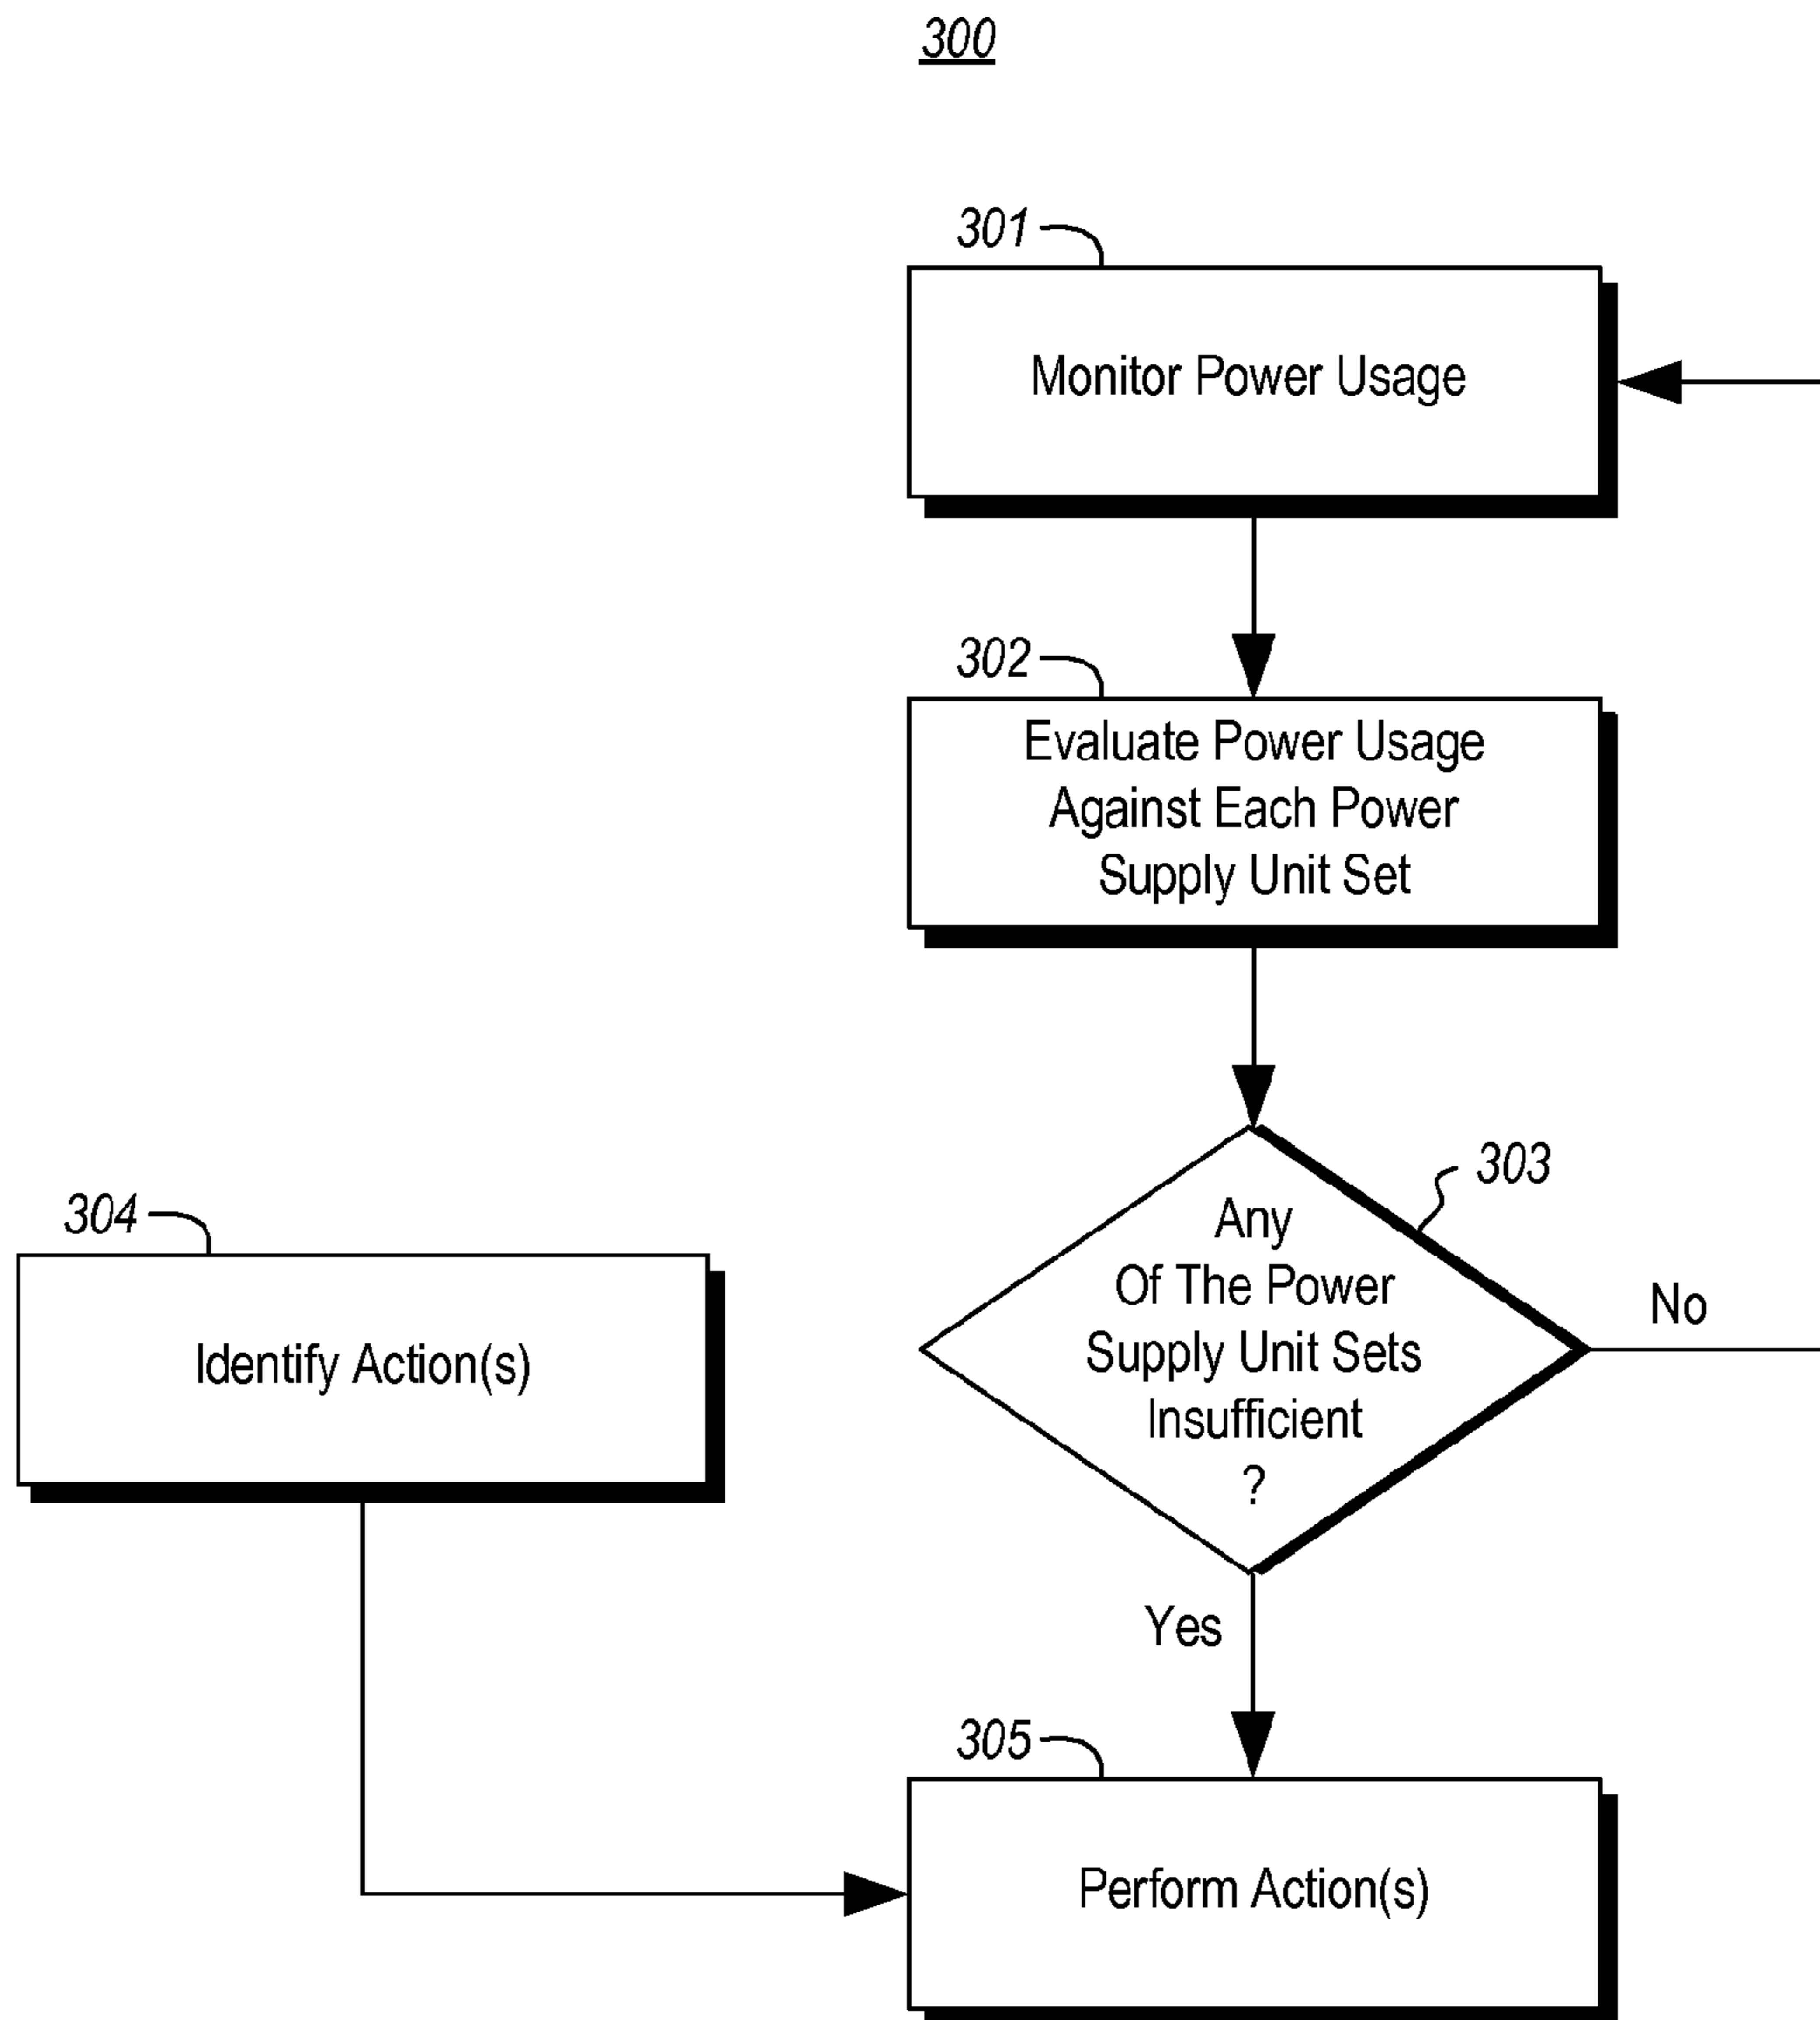 300
301
Monitor Power Usage
302
Evaluate Power Usage
Against Each Power
Supply Unit Set
303
Any
Of The Power
Supply Unit Sets
Insufficient
?
No
304
Identify Action(s)
Yes
305
Perform Action(s)